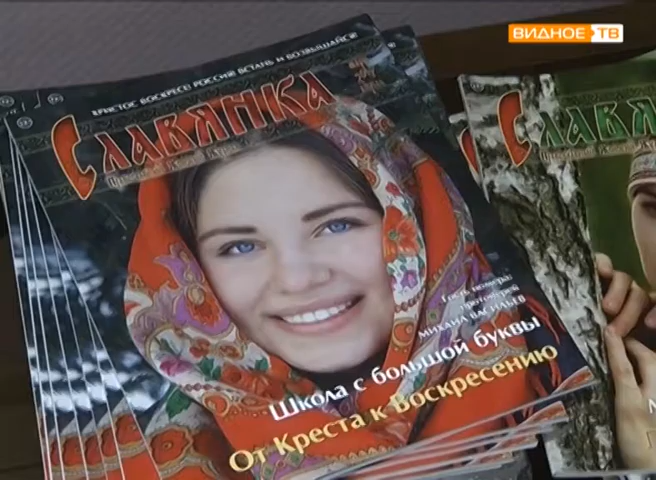 ВИДНОЕ ТВ
ХРИСТОС ВОСКРЕСЕ РОССИЯ! ВСТАНЬ И ВОЗВЫШАЙСЯ!
СЛАВЯНКА
Гость номера:
протоиерей
МИХАИЛ ВАСИЛЬЕВ
Школа с большой буквы
От Креста к Воскресению
СЛАВЯ